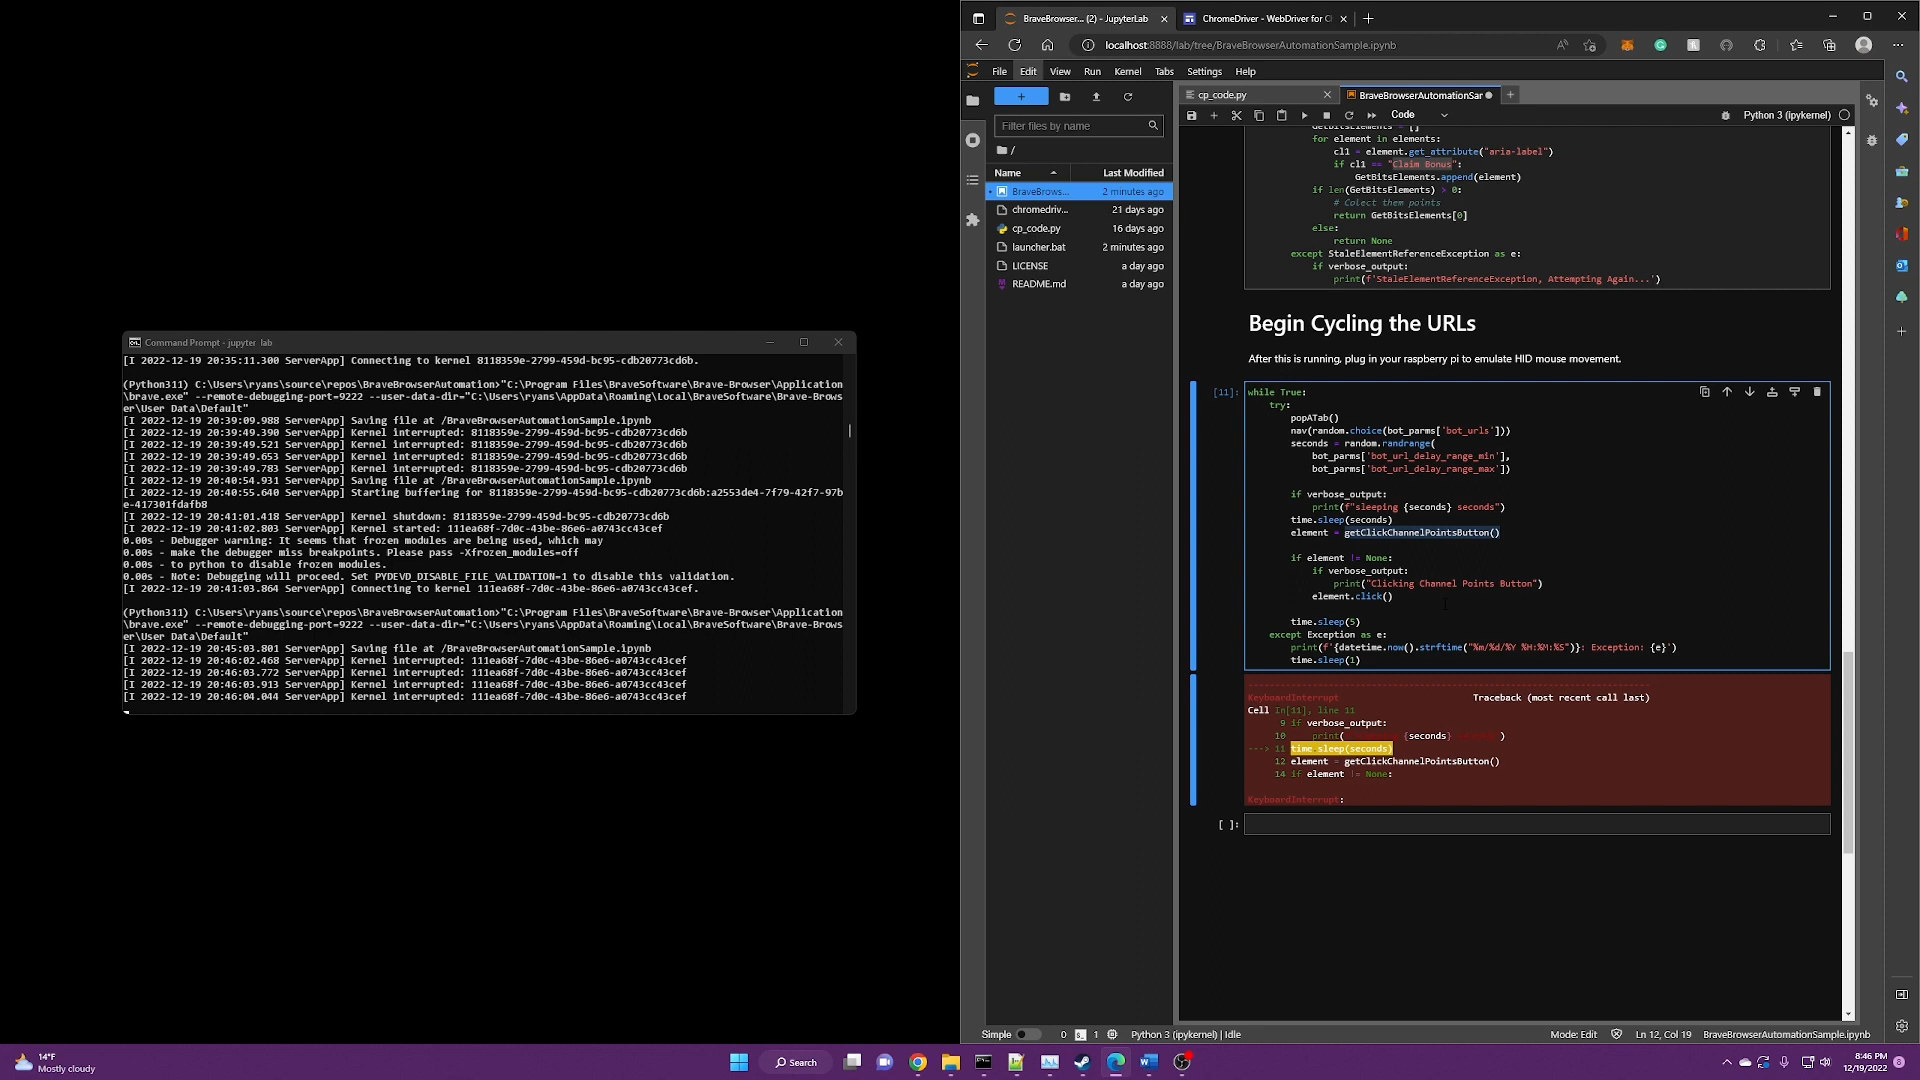 Command Prompt - jupyter lab
[I 2022-12-19 20:35:11.300 ServerApp] Connecting to kernel 8118359e-2799-459d-bc95-cdb20773cd6b.
(Python311) C:\Users\ryans\source\repos\BraveBrowserAutomation>"C:\Program Files\BraveSoftware\Brave-Browser\Application
\brave.exe" --remote-debugging-port=9222 --user-data-dir="C:\Users\ryans\AppData\Roaming\Local\BraveSoftware\Brave-Brows
er\User Data\Default"
[I 2022-12-19 20:39:09.988 ServerApp] Saving file at /BraveBrowserAutomationSample.ipynb
[I 2022-12-19 20:39:49.390 ServerApp] Kernel interrupted: 8118359e-2799-459d-bc95-cdb20773cd6b
[I 2022-12-19 20:39:49.521 ServerApp] Kernel interrupted: 8118359e-2799-459d-bc95-cdb20773cd6b
[I 2022-12-19 20:39:49.653 ServerApp] Kernel interrupted: 8118359e-2799-459d-bc95-cdb20773cd6b
[I 2022-12-19 20:39:49.783 ServerApp] Kernel interrupted: 8118359e-2799-459d-bc95-cdb20773cd6b
[I 2022-12-19 20:40:54.931 ServerApp] Saving file at /BraveBrowserAutomationSample.ipynb
[I 2022-12-19 20:40:55.640 ServerApp] Starting buffering for 8118359e-2799-459d-bc95-cdb20773cd6b:a2553de4-7f79-42f7-97b
e-417301fdafb8
[I 2022-12-19 20:41:01.418 ServerApp] Kernel shutdown: 8118359e-2799-459d-bc95-cdb20773cd6b
[I 2022-12-19 20:41:02.803 ServerApp] Kernel started: 111ea68f-7d0c-43be-86e6-a0743cc43cef
0.00s - Debugger warning: It seems that frozen modules are being used, which may
0.00s - make the debugger miss breakpoints. Please pass -Xfrozen_modules=off
0.00s - to python to disable frozen modules.
0.00s - Note: Debugging will proceed. Set PYDEVD_DISABLE_FILE_VALIDATION=1 to disable this validation.
[I 2022-12-19 20:41:03.864 ServerApp] Connecting to kernel 111ea68f-7d0c-43be-86e6-a0743cc43cef.
(Python311) C:\Users\ryans\source\repos\BraveBrowserAutomation>"C:\Program Files\BraveSoftware\Brave-Browser\Application
\brave.exe" --remote-debugging-port=9222 --user-data-dir="C:\Users\ryans\AppData\Roaming\Local\BraveSoftware\Brave-Brows
er\User Data\Default"
[I 2022-12-19 20:45:03.801 ServerApp] Saving file at /BraveBrowserAutomationSample.ipynb
[I 2022-12-19 20:46:02.468 ServerApp] Kernel interrupted: 111ea68f-7d0c-43be-86e6-a0743cc43cef
[I 2022-12-19 20:46:03.772 ServerApp] Kernel interrupted: 111ea68f-7d0c-43be-86e6-a0743cc43cef
[I 2022-12-19 20:46:03.913 ServerApp] Kernel interrupted: 111ea68f-7d0c-43be-86e6-a0743cc43cef
[I 2022-12-19 20:46:04.044 ServerApp] Kernel interrupted: 111ea68f-7d0c-43be-86e6-a0743cc43cef
BraveBrowser... (2) - JupyterLab
ChromeDriver - WebDriver for C
localhost:8888/lab/tree/BraveBrowserAutomationSample.ipynb
File Edit View Run Kernel Tabs Settings Help
Filter files by name
/
Name Last Modified
BraveBrows... 2 minutes ago
chromedriv... 21 days ago
cp_code.py 16 days ago
launcher.bat 2 minutes ago
LICENSE a day ago
README.md a day ago
cp_code.py
BraveBrowserAutomationSar
Code
Python 3 (ipykernel)
GetBitsElements = []
for element in elements:
cl1 = element.get_attribute("aria-label")
if cl1 == "Claim Bonus":
GetBitsElements.append(element)
if len(GetBitsElements) > 0:
# Colect them points
return GetBitsElements[0]
else:
return None
except StaleElementReferenceException as e:
if verbose_output:
print(f'StaleElementReferenceException, Attempting Again...')
Begin Cycling the URLs
After this is running, plug in your raspberry pi to emulate HID mouse movement.
[11]: while True:
try:
popATab()
nav(random.choice(bot_parms['bot_urls']))
seconds = random.randrange(
bot_parms['bot_url_delay_range_min'],
bot_parms['bot_url_delay_range_max'])
if verbose_output:
print(f"sleeping {seconds} seconds")
time.sleep(seconds)
element = getClickChannelPointsButton()
if element != None:
if verbose_output:
print("Clicking Channel Points Button")
element.click()
time.sleep(5)
except Exception as e:
print(f'{datetime.now().strftime("%m/%d/%Y %H:%M:%S")}: Exception: {e}')
time.sleep(1)
KeyboardInterrupt Traceback (most recent call last)
Cell In[11], line 11
9 if verbose_output:
10 print( {seconds} )
---> 11 time.sleep(seconds)
12 element = getClickChannelPointsButton()
14 if element != None:
KeyboardInterrupt:
[ ]:
Simple 0 1 Python 3 (ipykernel) | Idle
Mode: Edit Ln 12, Col 19 BraveBrowserAutomationSample.ipynb
14°F
Mostly cloudy
Search
8:46 PM
12/19/2022
8